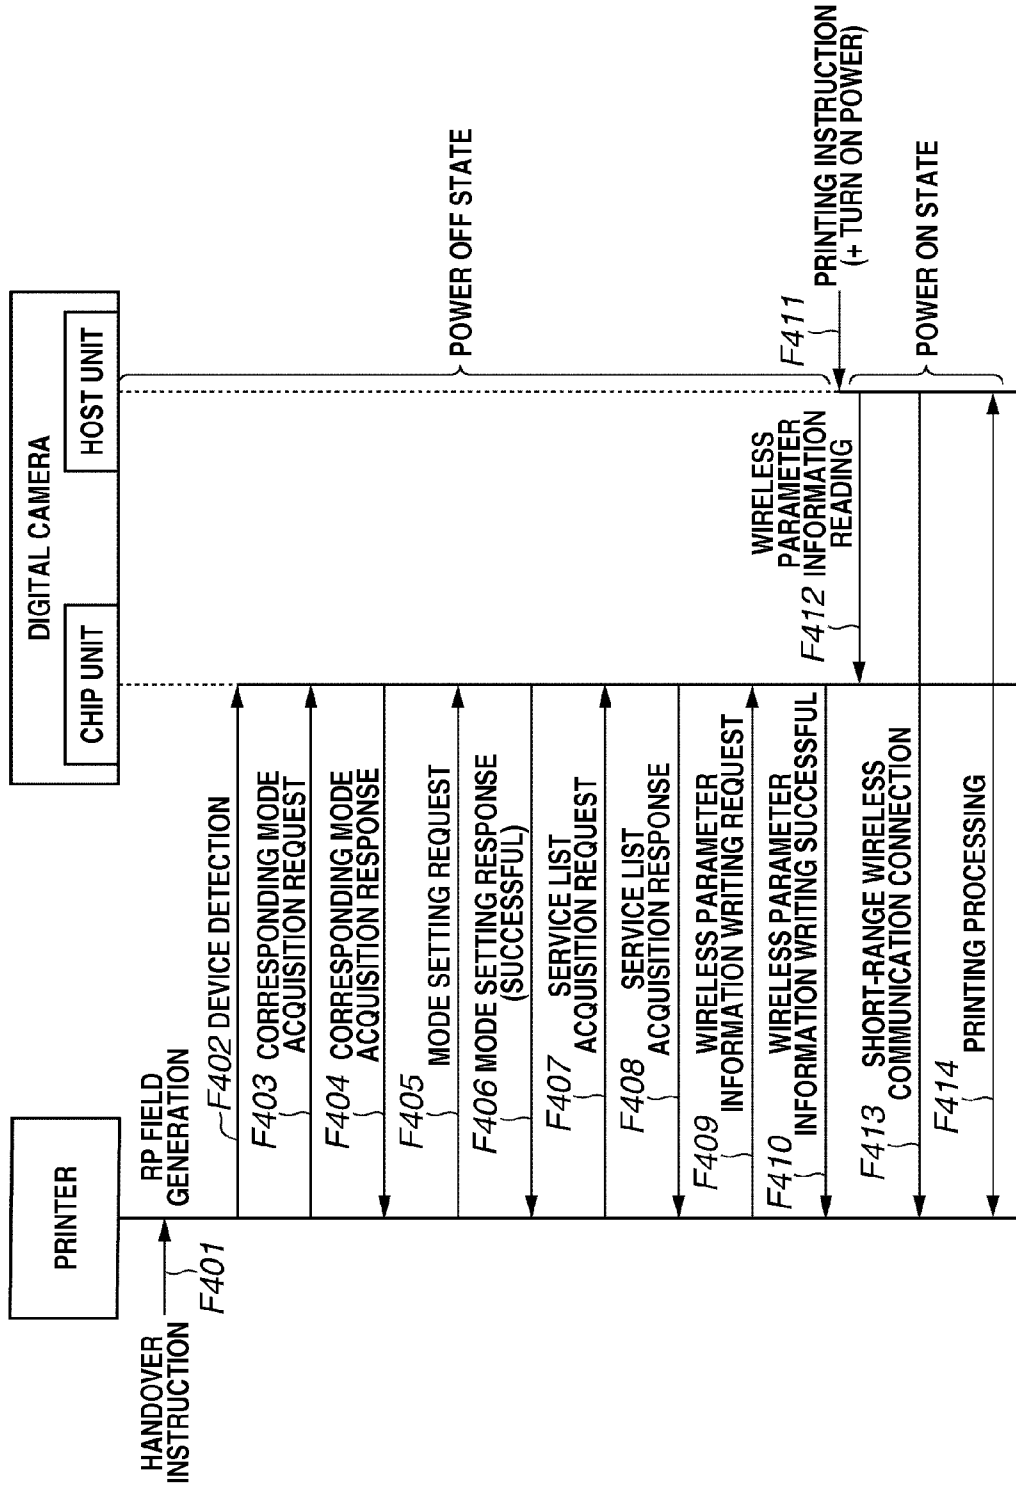 PRINTER
DIGITAL CAMERA
CHIP UNIT
HOST UNIT
HANDOVER
INSTRUCTION
F401
RP FIELD
GENERATION
F402 DEVICE DETECTION
F403 CORRESPONDING MODE
ACQUISITION REQUEST
F404 CORRESPONDING MODE
ACQUISITION RESPONSE
F405 MODE SETTING REQUEST
F406 MODE SETTING RESPONSE
(SUCCESSFUL)
F407 SERVICE LIST
ACQUISITION REQUEST
F408 SERVICE LIST
ACQUISITION RESPONSE
F409 WIRELESS PARAMETER
INFORMATION WRITING REQUEST
F410 WIRELESS PARAMETER
INFORMATION WRITING SUCCESSFUL
POWER OFF STATE
F411 PRINTING INSTRUCTION
(+ TURN ON POWER)
WIRELESS
PARAMETER
F412 INFORMATION
READING
F413 SHORT-RANGE WIRELESS
COMMUNICATION CONNECTION
POWER ON STATE
F414 PRINTING PROCESSING